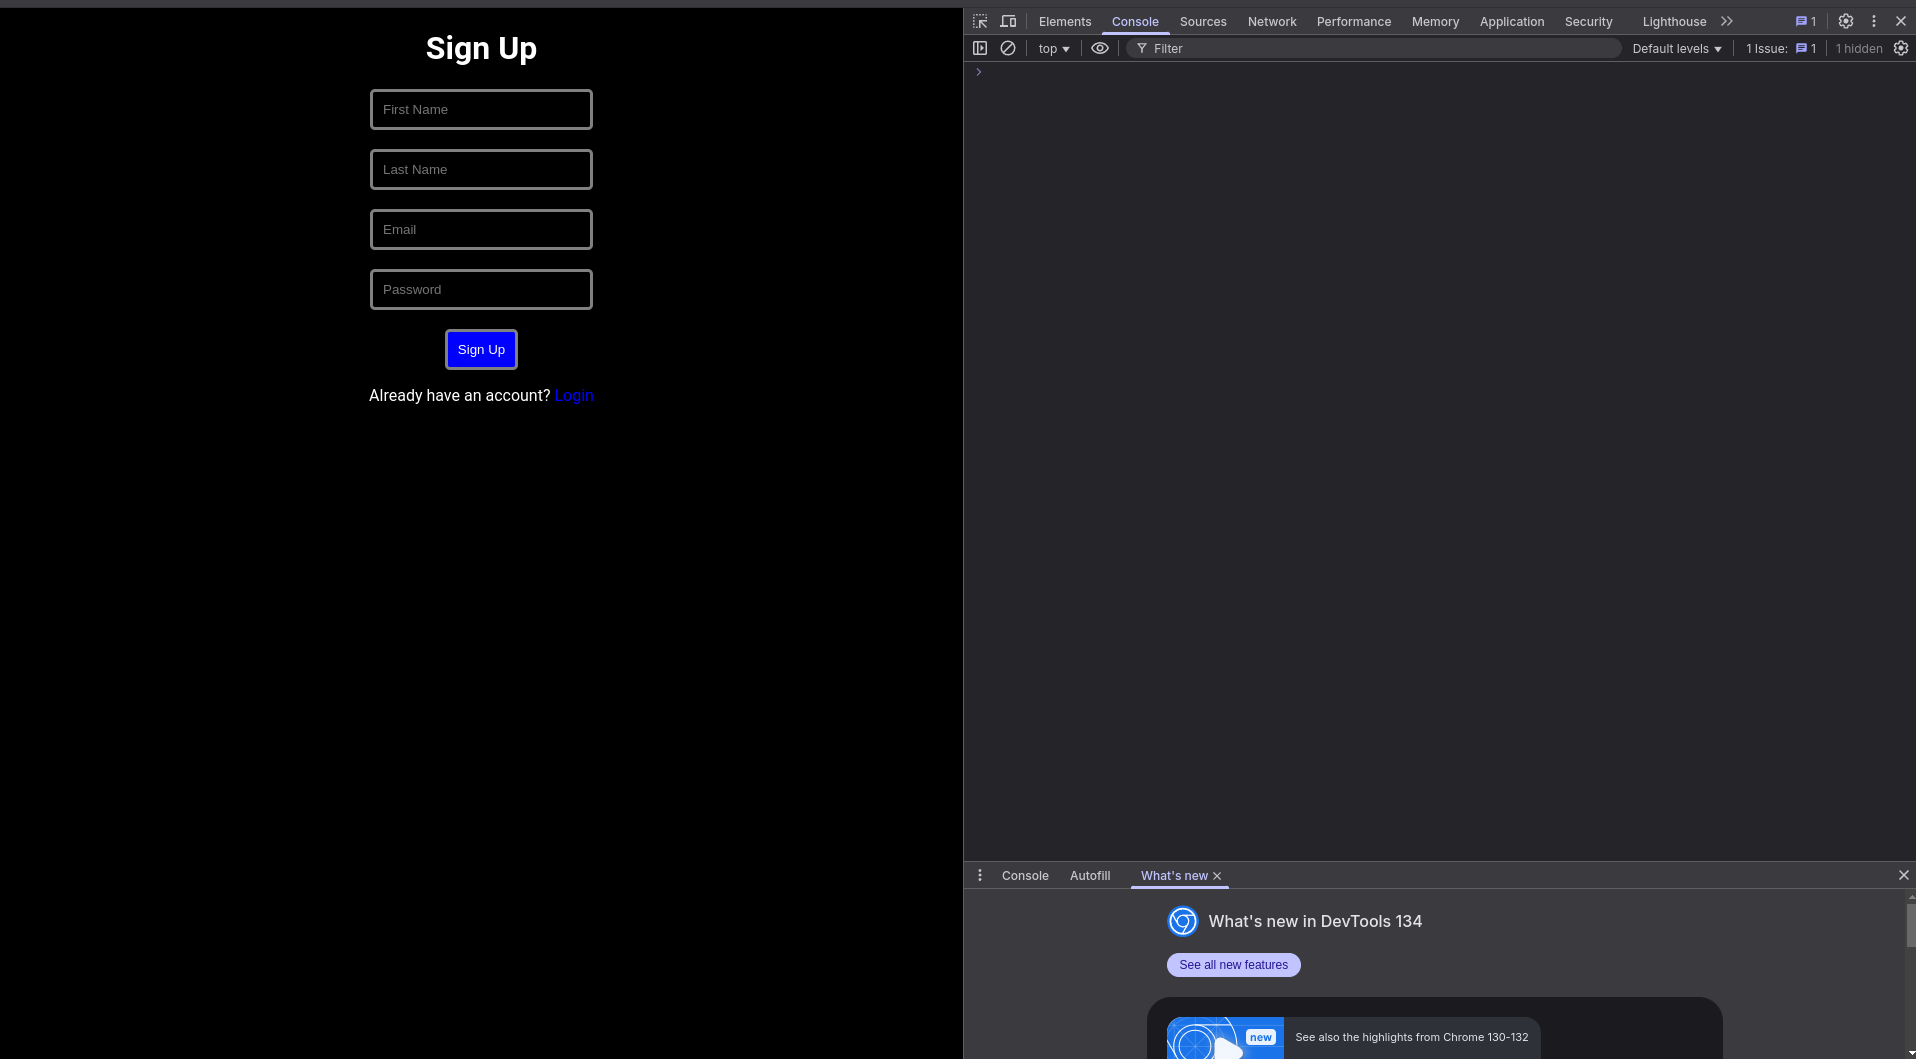 Sign Up
First Name
Last Name
Email
Password
Sign Up
Already have an account? Login
Elements Console Sources Network Performance Memory Application Security Lighthouse 1
top Filter Default levels 1 Issue: 1 1 hidden
Console Autofill What's new
What's new in DevTools 134
See all new features
new See also the highlights from Chrome 130-132